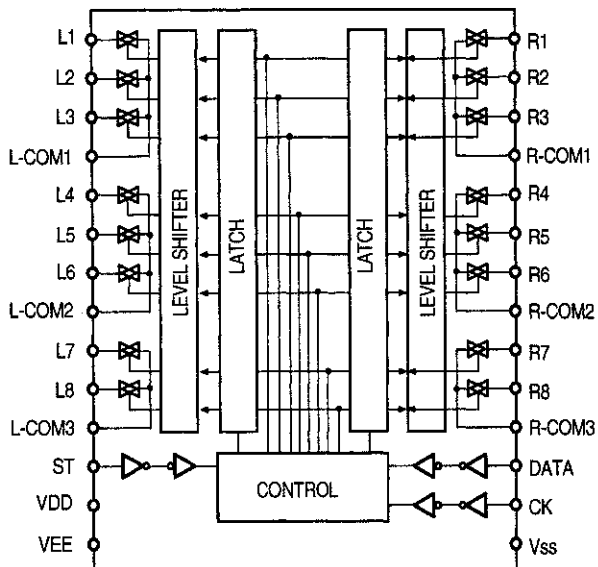 L1
L2
L3
L-COM1
L4
L5
L6
L-COM2
L7
L8
L-COM3
ST
VDD
VEE
LEVEL SHIFTER
LATCH
LATCH
LEVEL SHIFTER
CONTROL
R1
R2
R3
R-COM1
R4
R5
R6
R-COM2
R7
R8
R-COM3
DATA
CK
Vss